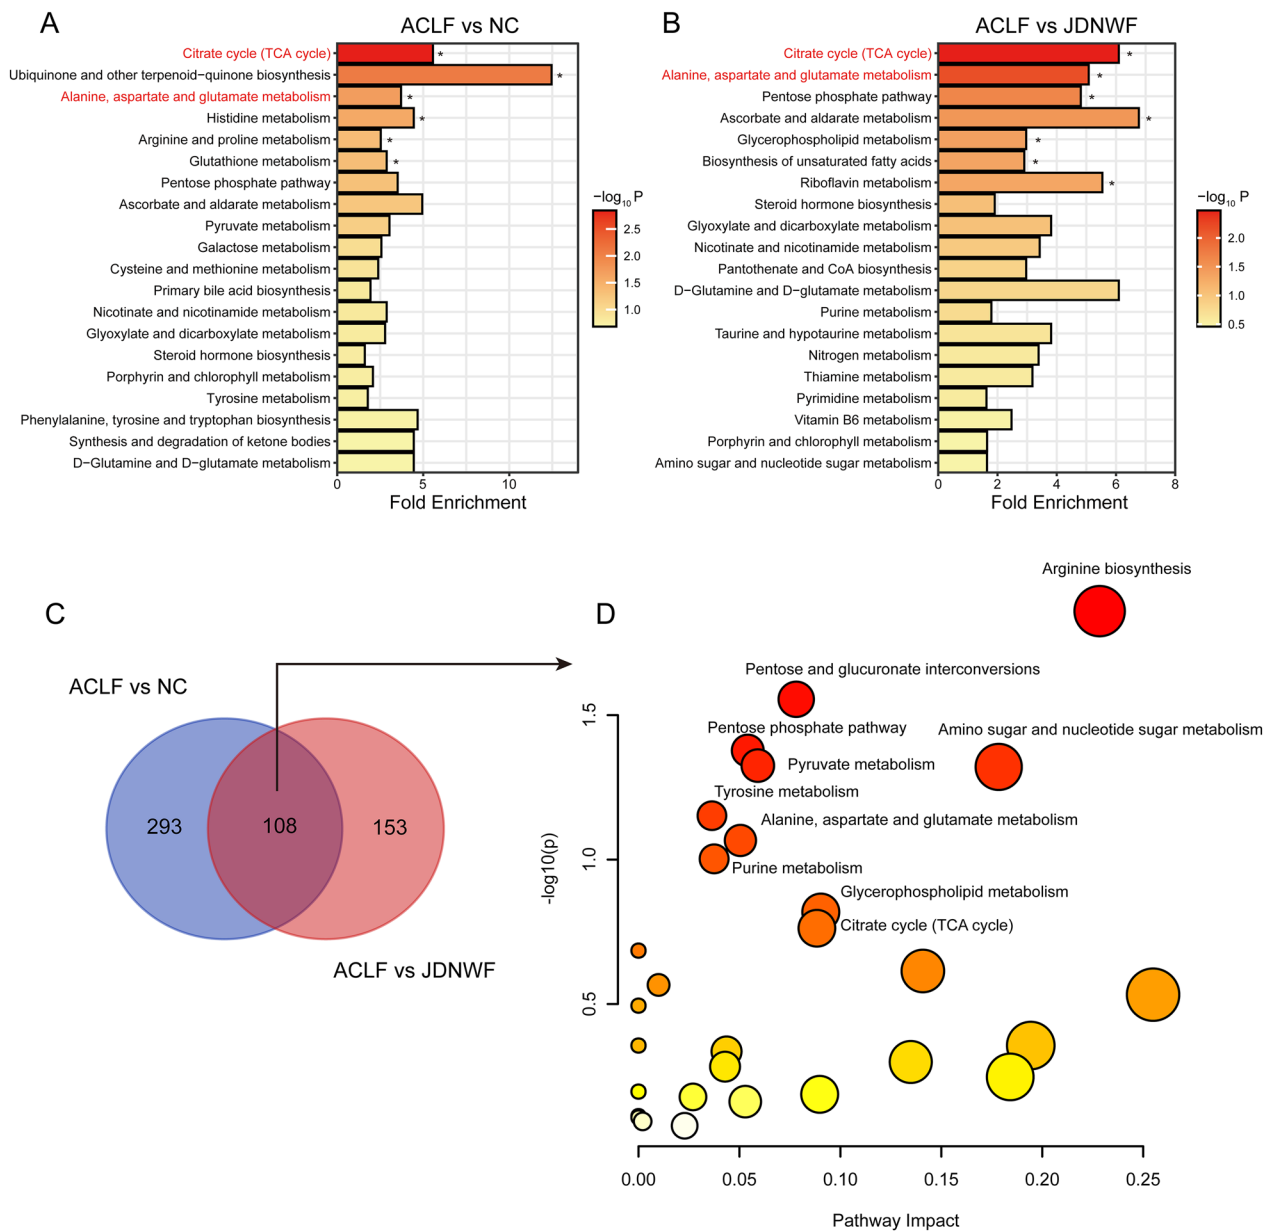 A
ACLF vs NC
Citrate cycle (TCA cycle)
Ubiquinone and other terpenoid−quinone biosynthesis
Alanine, aspartate and glutamate metabolism
Histidine metabolism
Arginine and proline metabolism
Glutathione metabolism
Pentose phosphate pathway
Ascorbate and aldarate metabolism
Pyruvate metabolism
Galactose metabolism
Cysteine and methionine metabolism
Primary bile acid biosynthesis
Nicotinate and nicotinamide metabolism
Glyoxylate and dicarboxylate metabolism
Steroid hormone biosynthesis
Porphyrin and chlorophyll metabolism
Tyrosine metabolism
Phenylalanine, tyrosine and tryptophan biosynthesis
Synthesis and degradation of ketone bodies
D−Glutamine and D−glutamate metabolism
* * * * * *
0 5 10
Fold Enrichment
−log10 P
2.5
2.0
1.5
1.0
B
ACLF vs JDNWF
Citrate cycle (TCA cycle)
Alanine, aspartate and glutamate metabolism
Pentose phosphate pathway
Ascorbate and aldarate metabolism
Glycerophospholipid metabolism
Biosynthesis of unsaturated fatty acids
Riboflavin metabolism
Steroid hormone biosynthesis
Glyoxylate and dicarboxylate metabolism
Nicotinate and nicotinamide metabolism
Pantothenate and CoA biosynthesis
D−Glutamine and D−glutamate metabolism
Purine metabolism
Taurine and hypotaurine metabolism
Nitrogen metabolism
Thiamine metabolism
Pyrimidine metabolism
Vitamin B6 metabolism
Porphyrin and chlorophyll metabolism
Amino sugar and nucleotide sugar metabolism
* * * * * * *
0 2 4 6 8
Fold Enrichment
−log10 P
2.0
1.5
1.0
0.5
C
ACLF vs NC
293 108 153
ACLF vs JDNWF
D
Arginine biosynthesis
Pentose and glucuronate interconversions
Pentose phosphate pathway
Amino sugar and nucleotide sugar metabolism
Pyruvate metabolism
Tyrosine metabolism
Alanine, aspartate and glutamate metabolism
Purine metabolism
Glycerophospholipid metabolism
Citrate cycle (TCA cycle)
-log10(p)
1.5
1.0
0.5
0.00 0.05 0.10 0.15 0.20 0.25
Pathway Impact